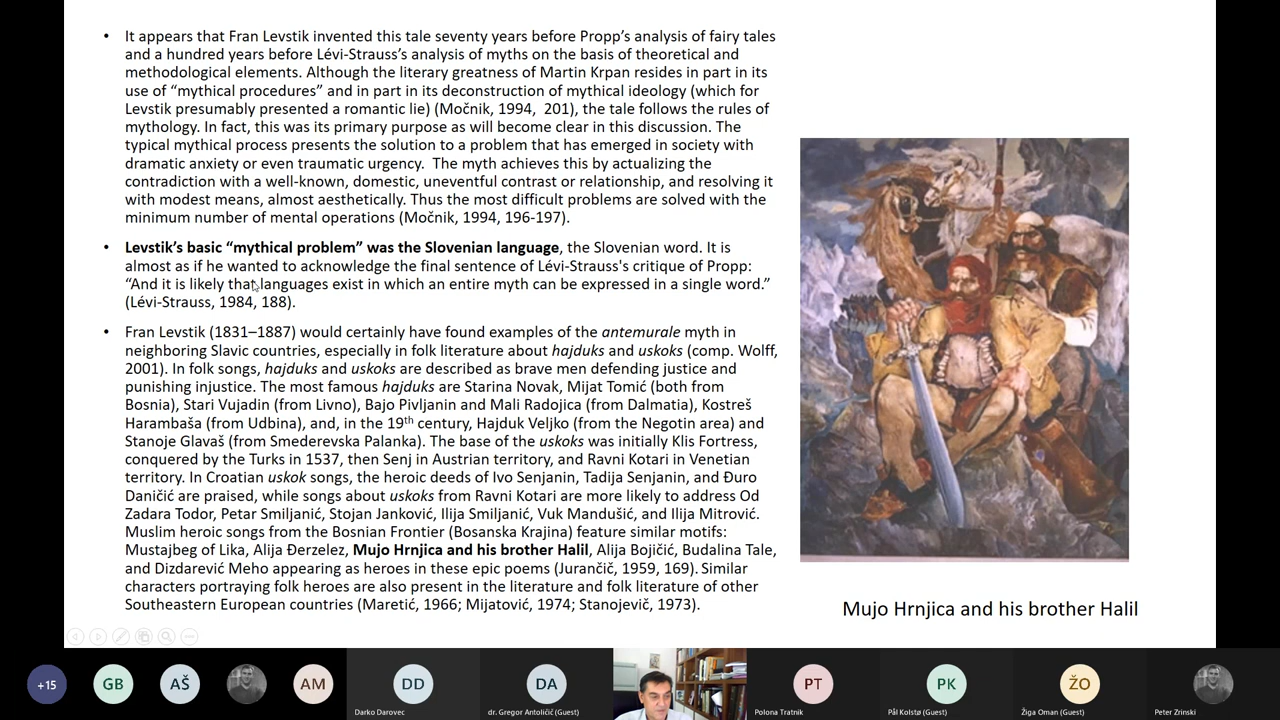 • It appears that Fran Levstik invented this tale seventy years before Propp’s analysis of fairy tales
and a hundred years before Lévi-Strauss’s analysis of myths on the basis of theoretical and
methodological elements. Although the literary greatness of Martin Krpan resides in part in its
use of “mythical procedures” and in part in its deconstruction of mythical ideology (which for
Levstik presumably presented a romantic lie) (Močnik, 1994,  201), the tale follows the rules of
mythology. In fact, this was its primary purpose as will become clear in this discussion. The
typical mythical process presents the solution to a problem that has emerged in society with
dramatic anxiety or even traumatic urgency.  The myth achieves this by actualizing the
contradiction with a well-known, domestic, uneventful contrast or relationship, and resolving it
with modest means, almost aesthetically. Thus the most difficult problems are solved with the
minimum number of mental operations (Močnik, 1994, 196-197).
• Levstik’s basic “mythical problem” was the Slovenian language, the Slovenian word. It is
almost as if he wanted to acknowledge the final sentence of Lévi-Strauss's critique of Propp:
“And it is likely that languages exist in which an entire myth can be expressed in a single word.”
(Lévi-Strauss, 1984, 188).
• Fran Levstik (1831–1887) would certainly have found examples of the antemurale myth in
neighboring Slavic countries, especially in folk literature about hajduks and uskoks (comp. Wolff,
2001). In folk songs, hajduks and uskoks are described as brave men defending justice and
punishing injustice. The most famous hajduks are Starina Novak, Mijat Tomić (both from
Bosnia), Stari Vujadin (from Livno), Bajo Pivljanin and Mali Radojica (from Dalmatia), Kostreš
Harambaša (from Udbina), and, in the 19th century, Hajduk Veljko (from the Negotin area) and
Stanoje Glavaš (from Smederevska Palanka). The base of the uskoks was initially Klis Fortress,
conquered by the Turks in 1537, then Senj in Austrian territory, and Ravni Kotari in Venetian
territory. In Croatian uskok songs, the heroic deeds of Ivo Senjanin, Tadija Senjanin, and Đuro
Daničić are praised, while songs about uskoks from Ravni Kotari are more likely to address Od
Zadara Todor, Petar Smiljanić, Stojan Janković, Ilija Smiljanić, Vuk Mandušić, and Ilija Mitrović.
Muslim heroic songs from the Bosnian Frontier (Bosanska Krajina) feature similar motifs:
Mustajbeg of Lika, Alija Đerzelez, Mujo Hrnjica and his brother Halil, Alija Bojičić, Budalina Tale,
and Dizdarević Meho appearing as heroes in these epic poems (Jurančič, 1959, 169). Similar
characters portraying folk heroes are also present in the literature and folk literature of other
Southeastern European countries (Maretić, 1966; Mijatović, 1974; Stanojevič, 1973).
Mujo Hrnjica and his brother Halil
+15
GB
AŠ
AM
DD
Darko Darovec
DA
dr. Gregor Antoličič (Guest)
PT
Polona Tratnik
PK
Pål Kolstø (Guest)
ŽO
Žiga Oman (Guest)
Peter Zrinski